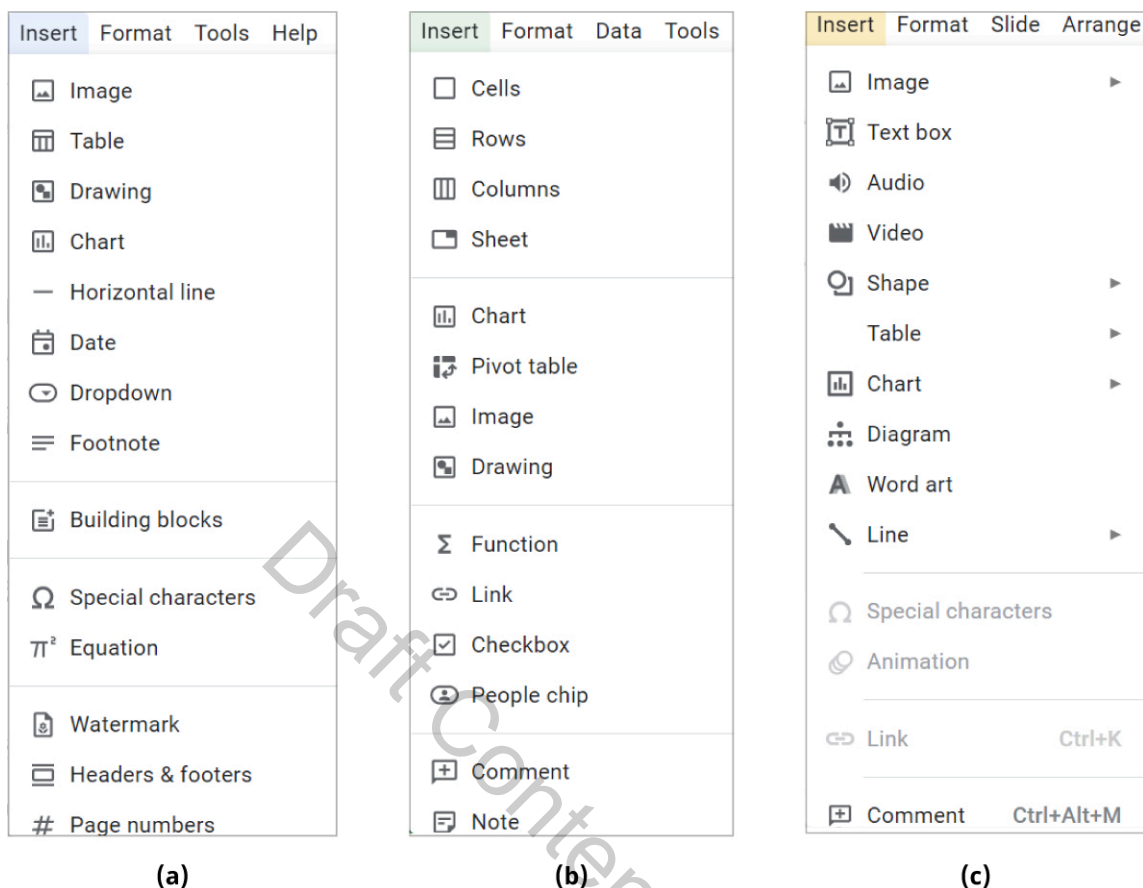 Insert Format Tools Help
Image
Table
Drawing
Chart
Horizontal line
Date
Dropdown
Footnote
Building blocks
Special characters
Equation
Watermark
Headers & footers
Page numbers
(a)
Insert Format Data Tools
Cells
Rows
Columns
Sheet
Chart
Pivot table
Image
Drawing
Function
Link
Checkbox
People chip
Comment
Note
(b)
Insert Format Slide Arrange
Image
Text box
Audio
Video
Shape
Table
Chart
Diagram
Word art
Line
Special characters
Animation
Link Ctrl+K
Comment Ctrl+Alt+M
(c)
Draft Conten